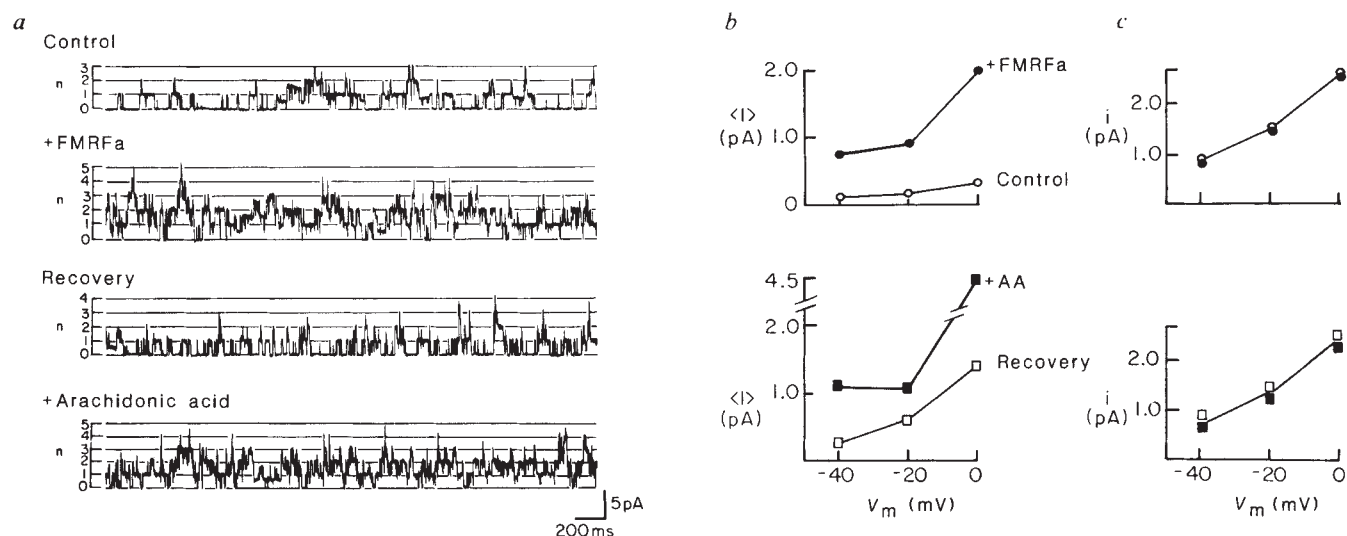 a
Control
3
2
n
1
0
+FMRFa
5
4
3
n
2
1
0
Recovery
4
3
n
2
1
0
+Arachidonic acid
5
4
3
n
2
1
0
5pA
200ms
b
2.0
+FMRFa
<I>
(pA)
1.0
Control
0
4.5
+AA
2.0
Recovery
<I>
(pA)
1.0
-40
-20
0
Vm (mV)
c
2.0
i
(pA)
1.0
2.0
i
(pA)
1.0
-40
-20
0
Vm (mV)